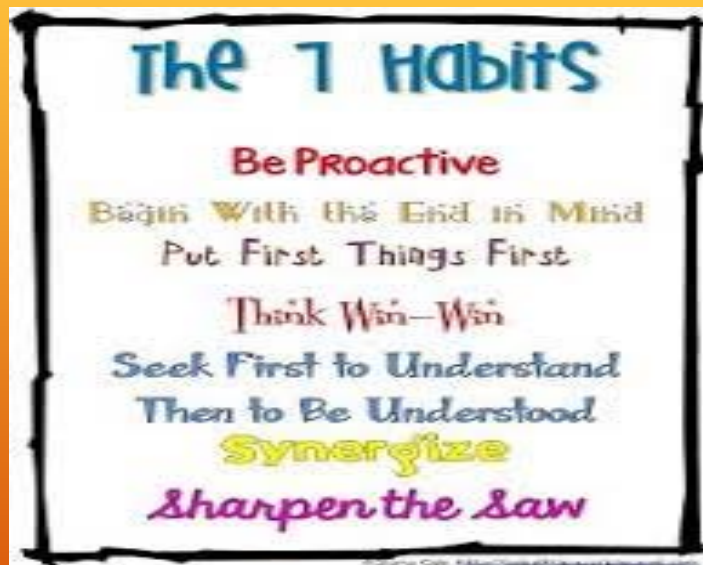 The 7 Habits
Be Proactive
Begin With the End in Mind
Put First Things First
Think Win-Win
Seek First to Understand
Then to Be Understood
Synergize
Sharpen the Saw